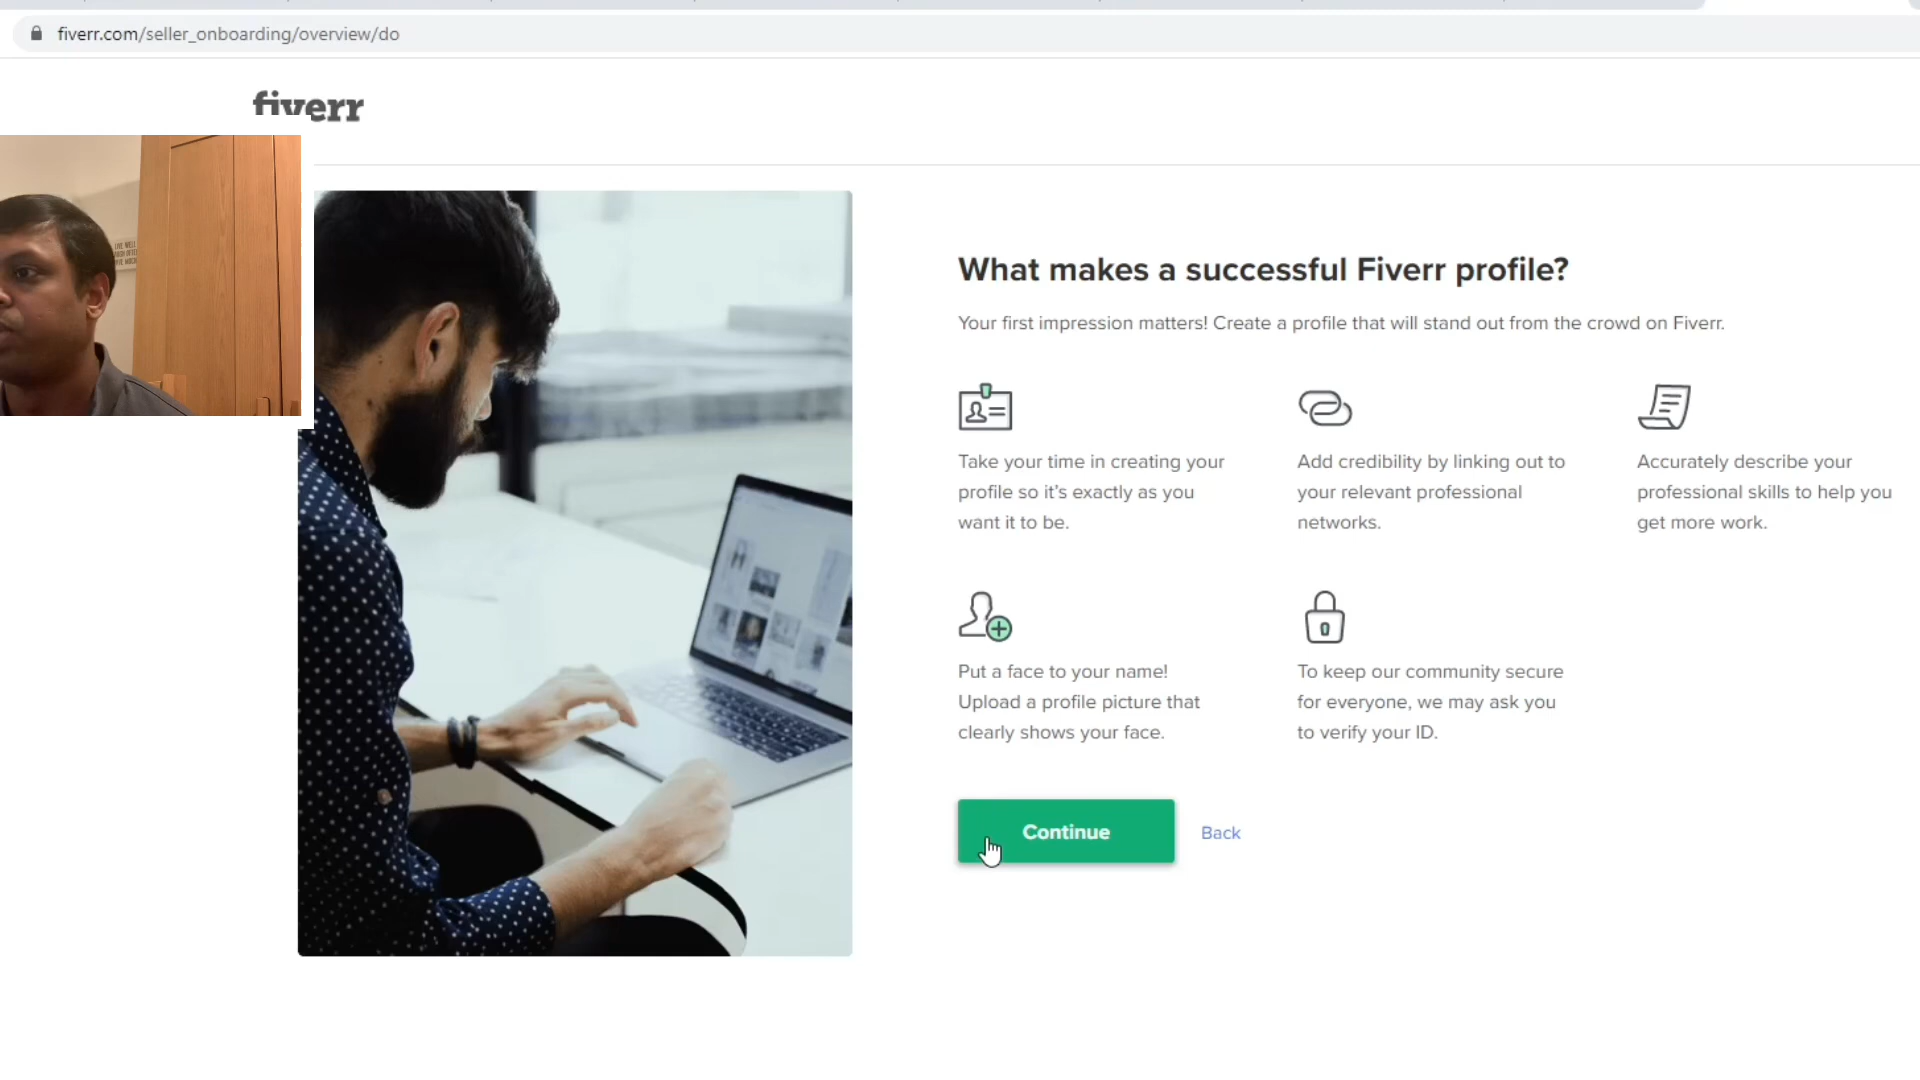 fiverr.com/seller_onboarding/overview/do
fiverr
What makes a successful Fiverr profile?
Your first impression matters! Create a profile that will stand out from the crowd on Fiverr.
Take your time in creating your
profile so it's exactly as you
want it to be.
Add credibility by linking out to
your relevant professional
networks.
Accurately describe your
professional skills to help you
get more work.
Put a face to your name!
Upload a profile picture that
clearly shows your face.
To keep our community secure
for everyone, we may ask you
to verify your ID.
Continue
Back